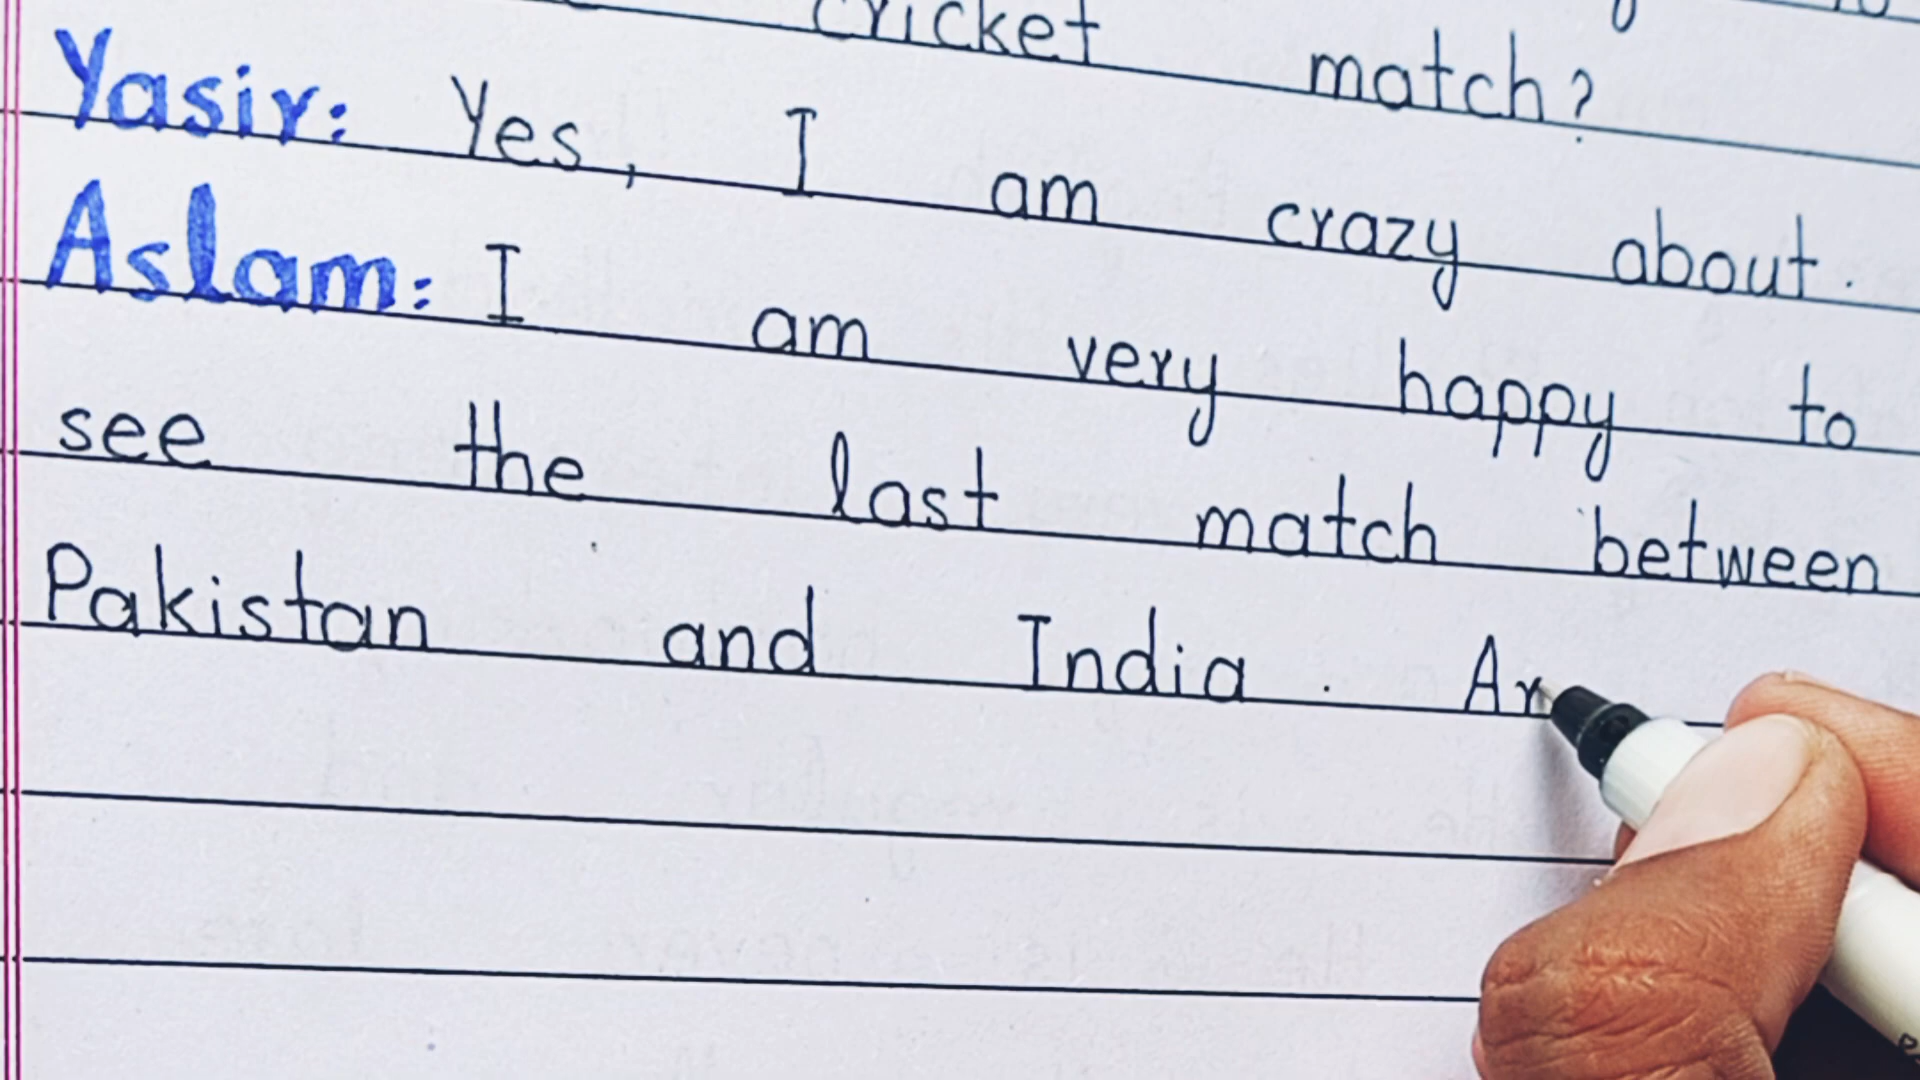 cricket match?
Yasir: Yes, I am crazy about.
Aslam: I am very happy to
see the last match between
Pakistan and India. Ar